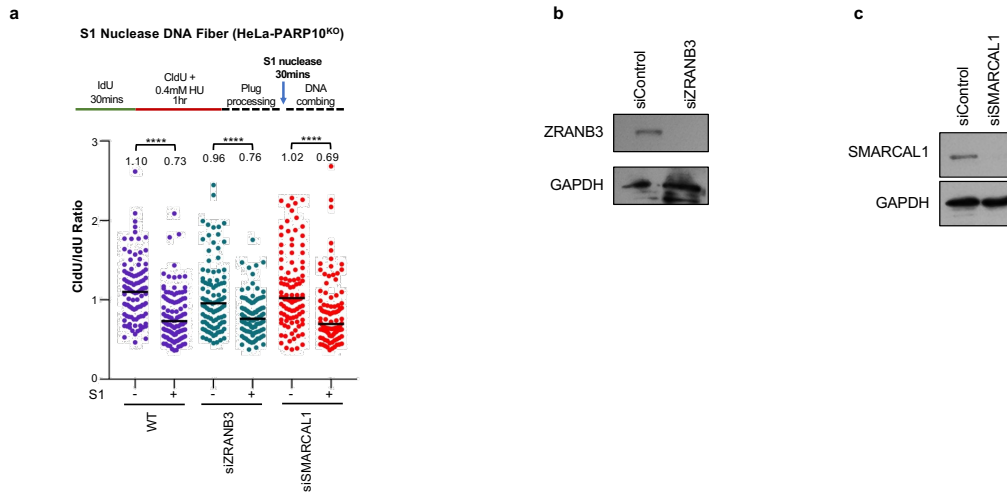 a
S1 Nuclease DNA Fiber (HeLa-PARP10KO)
IdU
30mins
CldU +
0.4mM HU
1hr
Plug
processing
S1 nuclease
30mins
DNA
combing
CldU/IdU Ratio
3
2
1
0
****
1.10 0.73
****
0.96 0.76
****
1.02 0.69
S1 - + - + - +
WT
siZRANB3
siSMARCAL1
b
siControl
siZRANB3
ZRANB3
GAPDH
c
siControl
siSMARCAL1
SMARCAL1
GAPDH